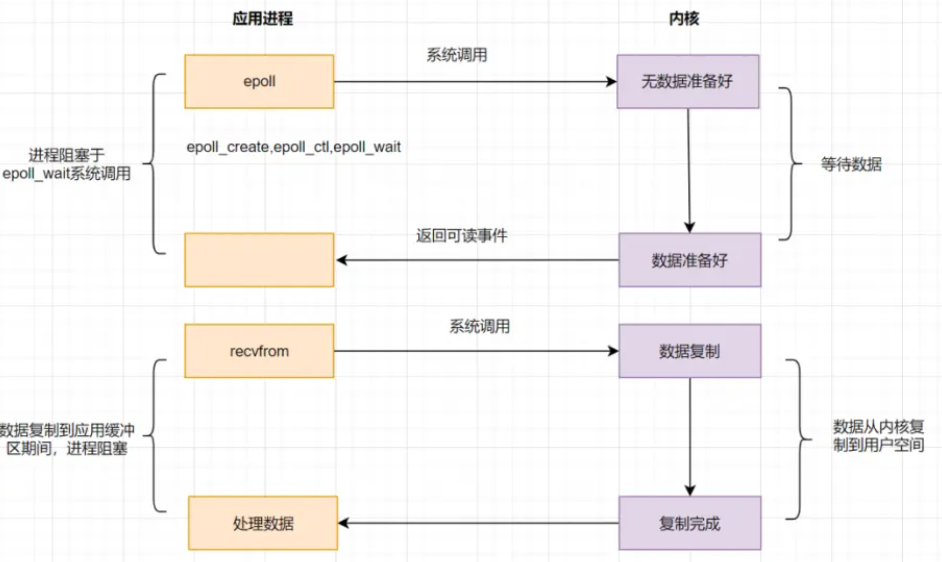 应用进程
内核
epoll
系统调用
无数据准备好
epoll_create,epoll_ctl,epoll_wait
进程阻塞于
epoll_wait系统调用
等待数据
返回可读事件
数据准备好
recvfrom
系统调用
数据复制
数据复制到应用缓冲
区期间，进程阻塞
数据从内核复
制到用户空间
处理数据
复制完成